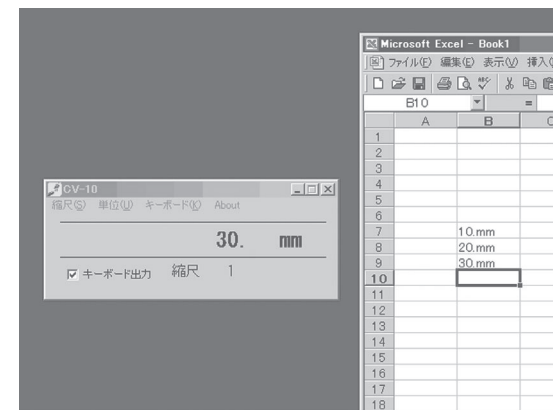 CV-10
縮尺(S) 単位(U) キーボード(K) About
30. mm
キーボード出力 縮尺 1
Microsoft Excel - Book1
ファイル(F) 編集(E) 表示(V) 挿入(
B10 =
A B C
1
2
3
4
5
6
7 10.mm
8 20.mm
9 30.mm
10
11
12
13
14
15
16
17
18